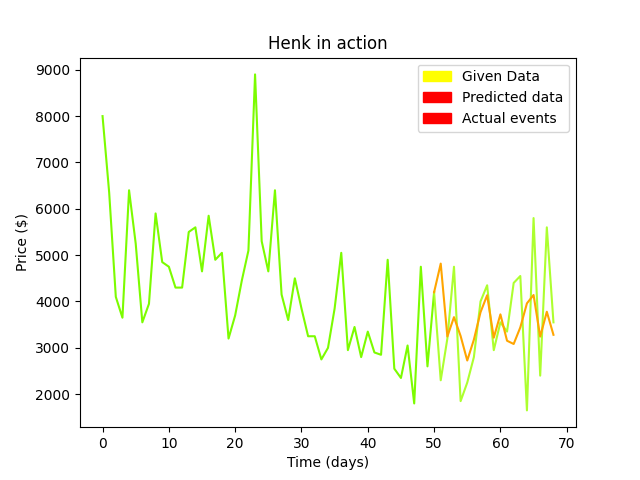 Henk in action
Given Data
Predicted data
Actual events
9000
8000
7000
6000
5000
4000
3000
2000
Price ($)
0 10 20 30 40 50 60 70
Time (days)